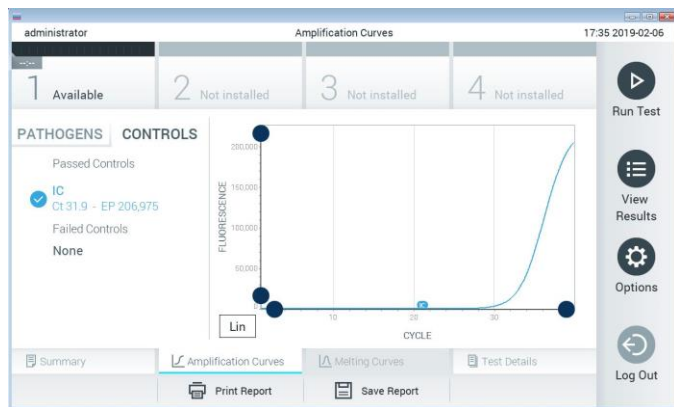 administrator
Amplification Curves
17:35 2019-02-06
--:--
1 Available
2 Not installed
3 Not installed
4 Not installed
Run Test
PATHOGENS CONTROLS
Passed Controls
IC
Ct 31.9 - EP 206,975
Failed Controls
None
FLUORESCENCE
200,000
150,000
100,000
50,000
0
Lin
10
20
30
CYCLE
View
Results
Options
Log Out
Summary
Amplification Curves
Melting Curves
Test Details
Print Report
Save Report